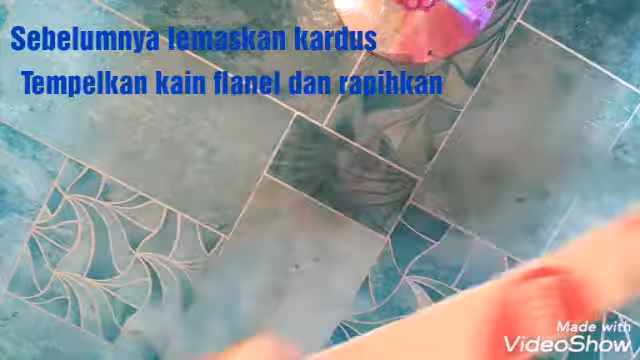 Sebelumnya lemaskan kardus
Tempelkan kain flanel dan rapihkan
Made with
VideoShow